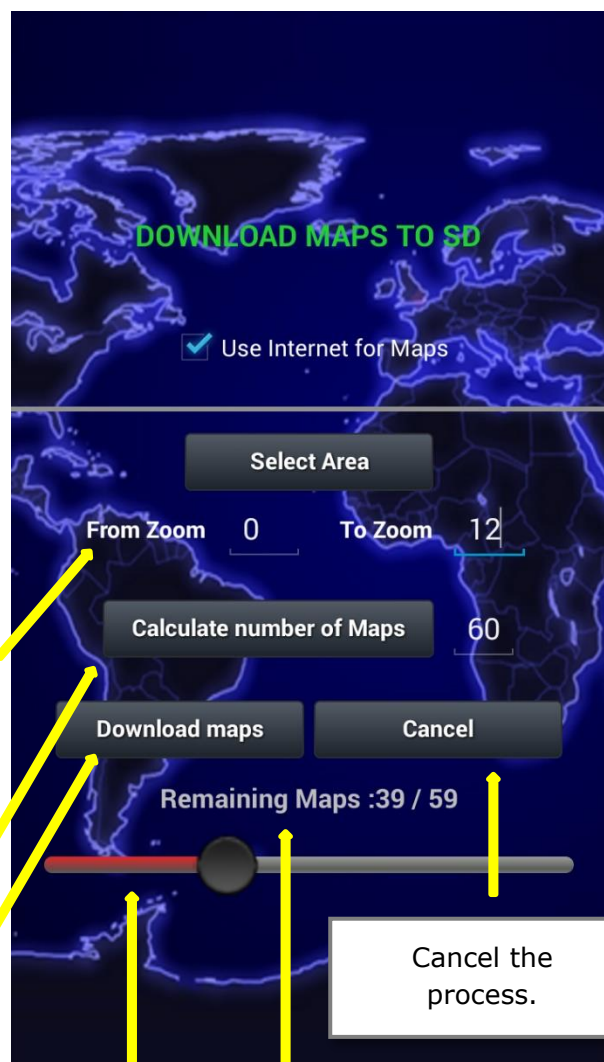 DOWNLOAD MAPS TO SD
Use Internet for Maps
Select Area
From Zoom 0 To Zoom 12
Calculate number of Maps 60
Download maps Cancel
Remaining Maps :39 / 59
Cancel the
process.